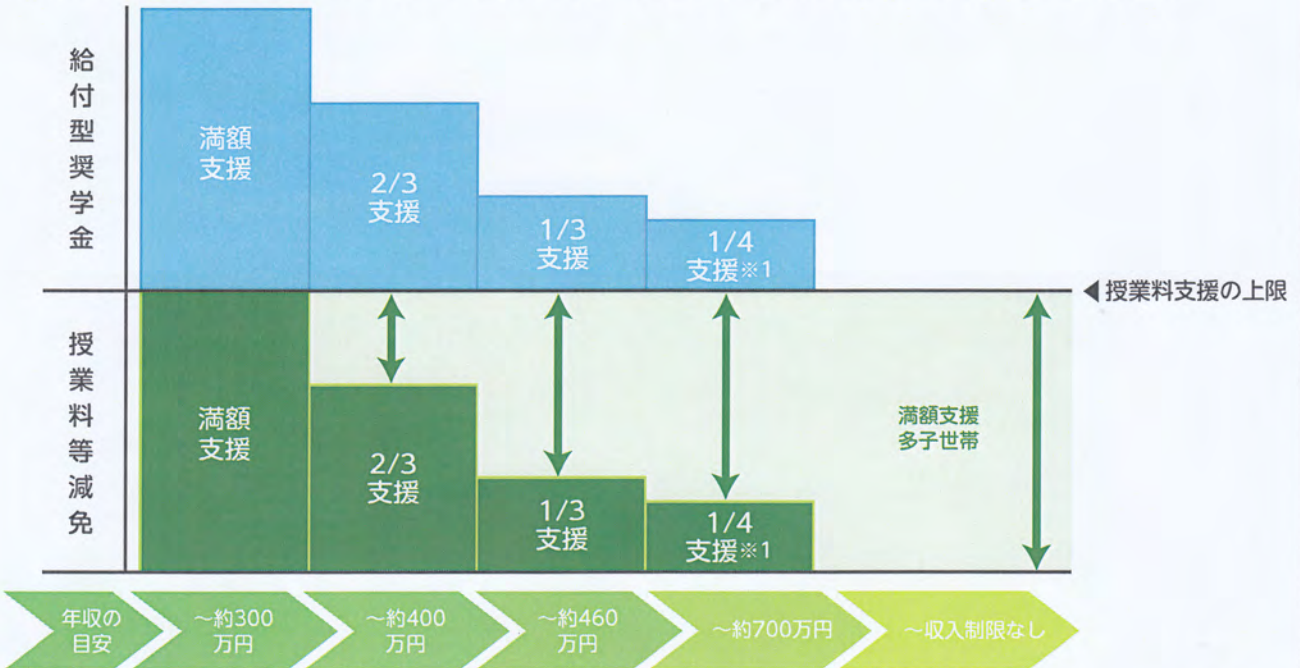 給付型奨学金
満額
支援
2/3
支援
1/3
支援
1/4
支援※1
◀授業料支援の上限
授業料等減免
満額
支援
2/3
支援
1/3
支援
1/4
支援※1
満額支援
多子世帯
年収の
目安
～約300
万円
～約400
万円
～約460
万円
～約700万円
～収入制限なし